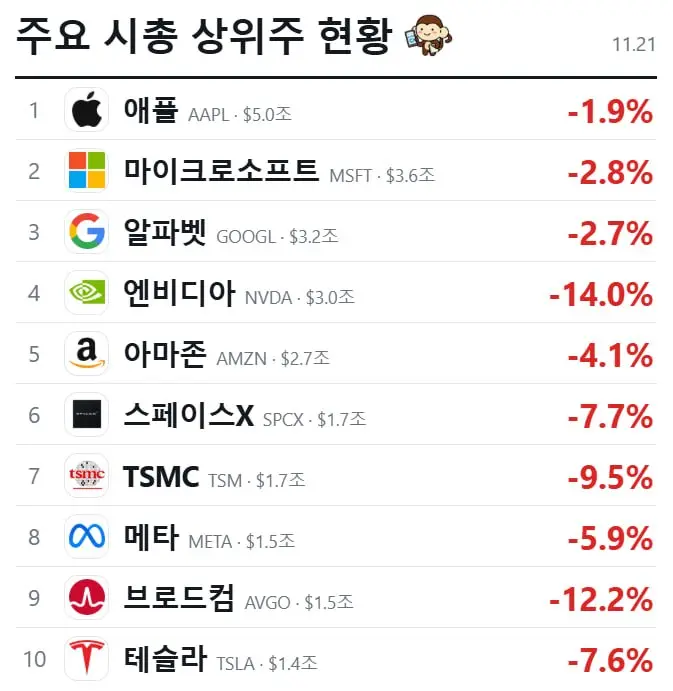 주요 시총 상위주 현황
11.21
1 애플 AAPL · $5.0조 -1.9%
2 마이크로소프트 MSFT · $3.6조 -2.8%
3 알파벳 GOOGL · $3.2조 -2.7%
4 엔비디아 NVDA · $3.0조 -14.0%
5 아마존 AMZN · $2.7조 -4.1%
6 스페이스X SPCX · $1.7조 -7.7%
7 tsmc TSMC TSM · $1.7조 -9.5%
8 메타 META · $1.5조 -5.9%
9 브로드컴 AVGO · $1.5조 -12.2%
10 테슬라 TSLA · $1.4조 -7.6%